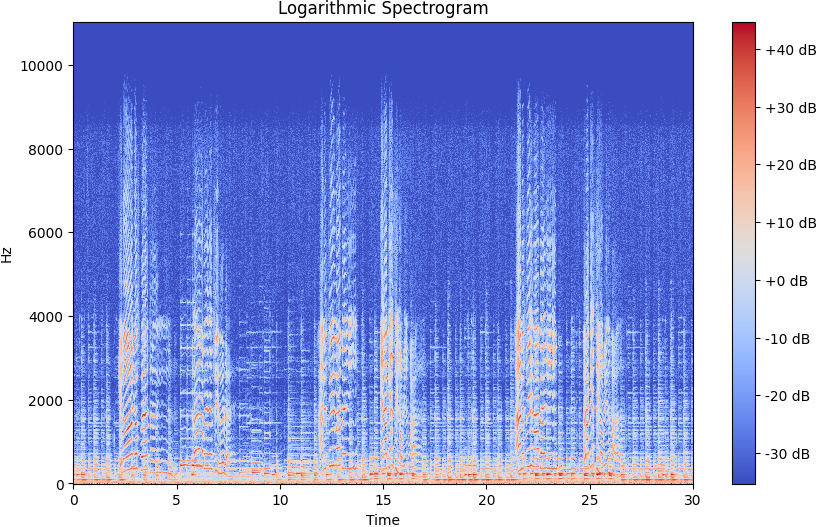 Logarithmic Spectrogram
Hz
10000
8000
6000
4000
2000
0
0 5 10 15 20 25 30
Time
+40 dB
+30 dB
+20 dB
+10 dB
+0 dB
-10 dB
-20 dB
-30 dB